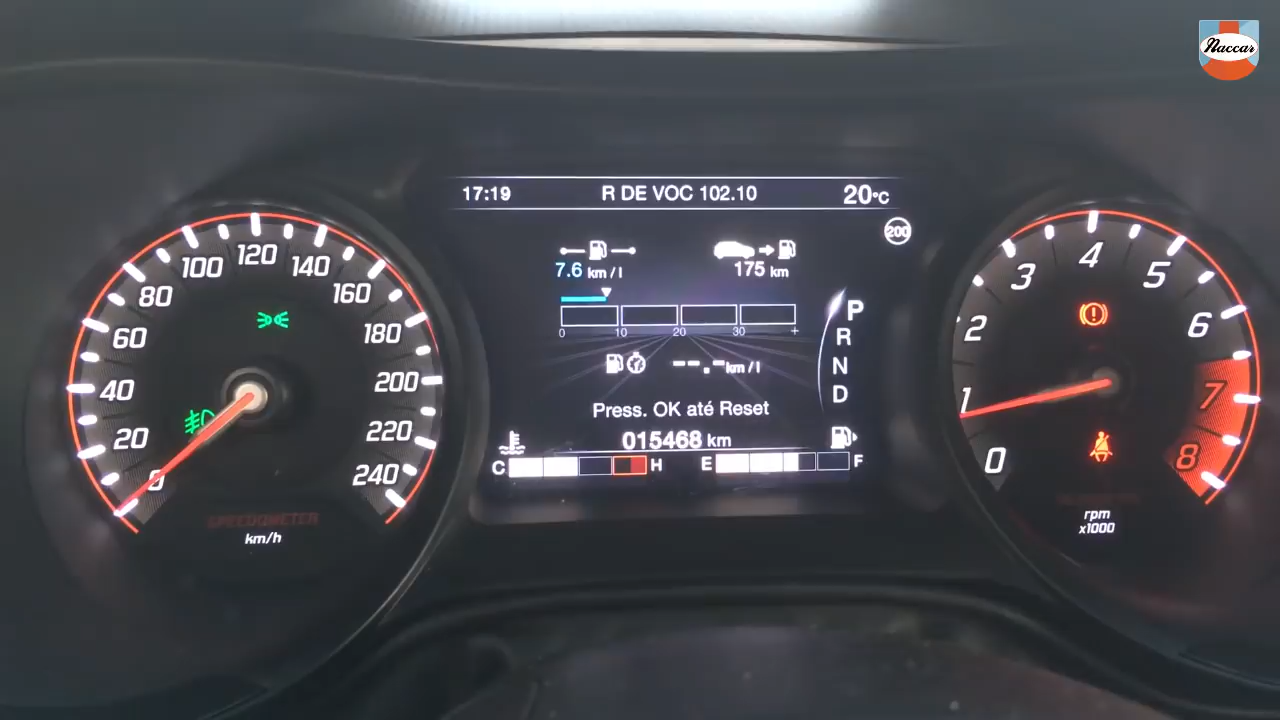 Naccar
17:19 R DE VOC 102.10 20°C
200
7.6 km/l 175 km
0 10 20 30 +
--.- km/l
Press. OK até Reset
015468 km
C H E F
P
R
N
D
0
20
40
60
80
100
120
140
160
180
200
220
240
SPEEDOMETER
km/h
0
1
2
3
4
5
6
7
8
rpm
x1000